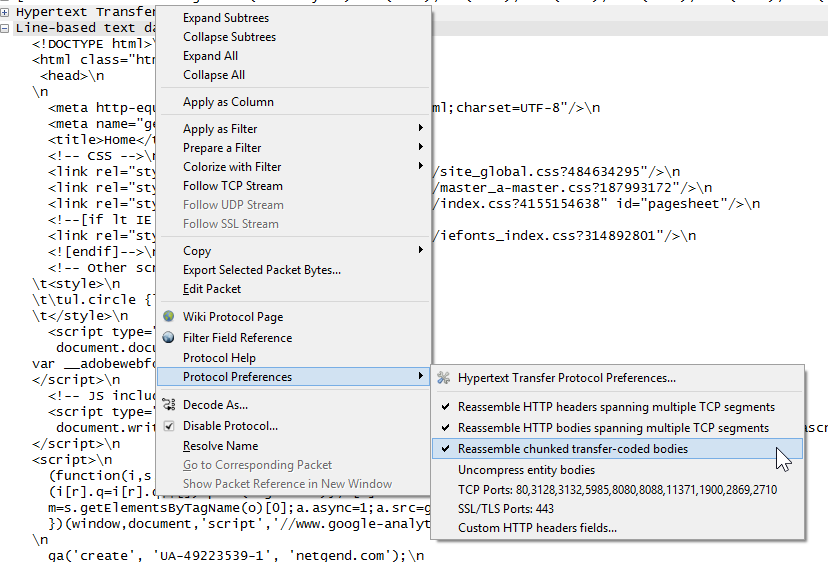 Hypertext Transfer
Line-based text da
<!DOCTYPE html>\
<html class="htm
<head>\n
\n
<meta http-equ
ml;charset=UTF-8"/>\n
<meta name="ge
<title>Home</t
<!-- CSS -->\n
<link rel="sty
/site_global.css?484634295"/>\n
<link rel="sty
/master_a-master.css?187993172"/>\n
<link rel="sty
/index.css?4155154638" id="pagesheet"/>\n
<!--[if lt IE
<link rel="sty
/iefonts_index.css?314892801"/>\n
<![endif]-->\n
<!-- Other scr
\t<style>\n
\t\tul.circle {l
\t</style>\n
<script type="
document.docu
var __adobewebfo
</script>\n
<!-- JS includ
<script type="
document.writ
ascr
</script>\n
<script>\n
(function(i,s
(i[r].q=i[r].q
m=s.getElementsByTagName(o)[0];a.async=1;a.src=g
})(window,document,'script','//www.google-analyt
\n
ga('create', 'UA-49223539-1', 'netgend.com');\n
Expand Subtrees
Collapse Subtrees
Expand All
Collapse All
Apply as Column
Apply as Filter
Prepare a Filter
Colorize with Filter
Follow TCP Stream
Follow UDP Stream
Follow SSL Stream
Copy
Export Selected Packet Bytes...
Edit Packet
Wiki Protocol Page
Filter Field Reference
Protocol Help
Protocol Preferences
Decode As...
Disable Protocol...
Resolve Name
Go to Corresponding Packet
Show Packet Reference in New Window
Hypertext Transfer Protocol Preferences...
Reassemble HTTP headers spanning multiple TCP segments
Reassemble HTTP bodies spanning multiple TCP segments
Reassemble chunked transfer-coded bodies
Uncompress entity bodies
TCP Ports: 80,3128,3132,5985,8080,8088,11371,1900,2869,2710
SSL/TLS Ports: 443
Custom HTTP headers fields...